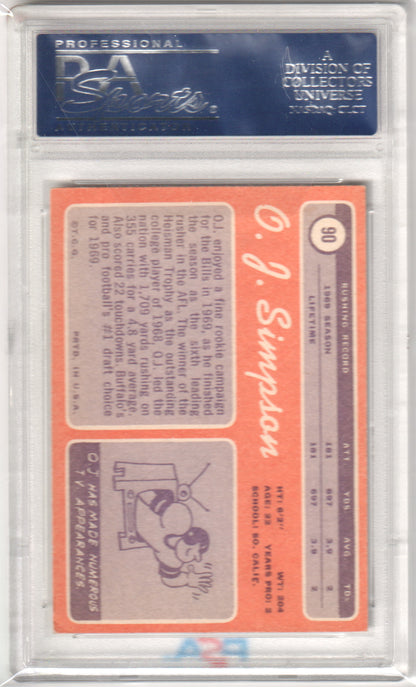 PROFESSIONAL
PSA
Sports
AUTHENTICATION
A
DIVISION OF
COLLECTORS
UNIVERSE
NASDAQ: CLCT
90
O. J. Simpson
HT: 6'2" WT: 204
AGE: 22 YEARS PRO: 2
SCHOOL: SO. CALIF.
RUSHING RECORD ATT. YDS. AVG. TD.
1969 SEASON 181 697 3.9 2
LIFETIME 181 697 3.9 2
O.J. enjoyed a fine rookie campaign
for the Bills in 1969, as he finished
the season as the sixth leading
rusher in the AFL. The winner of the
Heisman Trophy as the outstanding
college player of 1968, O.J. led the
nation with 1,709 yards rushing on
355 carries for a 4.8 yard average.
Also scored 22 touchdowns. Buffalo's
and pro football's #1 draft choice
for 1969
©T.C.G. PRTD. IN U.S.A.
O.J. HAS MADE NUMEROUS
T.V. APPEARANCES
PSA